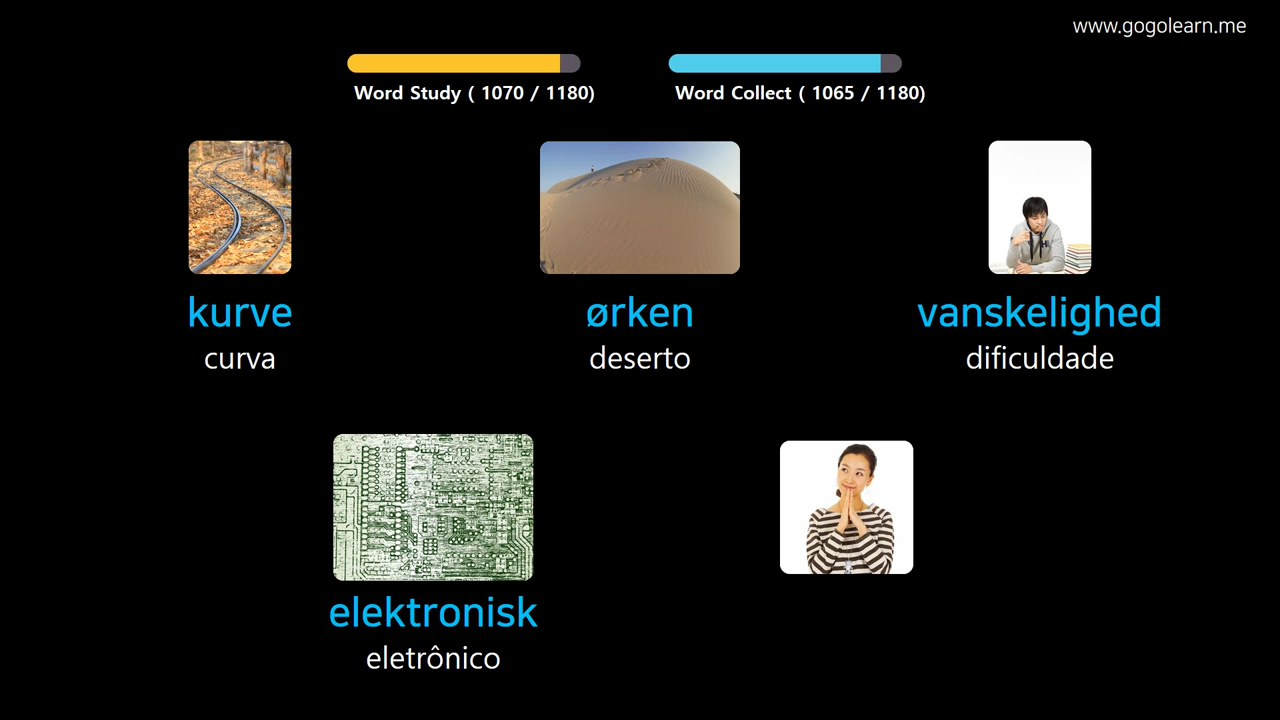 www.gogolearn.me
Word Study ( 1070 / 1180)
Word Collect ( 1065 / 1180)
kurve
curva
ørken
deserto
vanskelighed
dificuldade
elektronisk
eletrônico